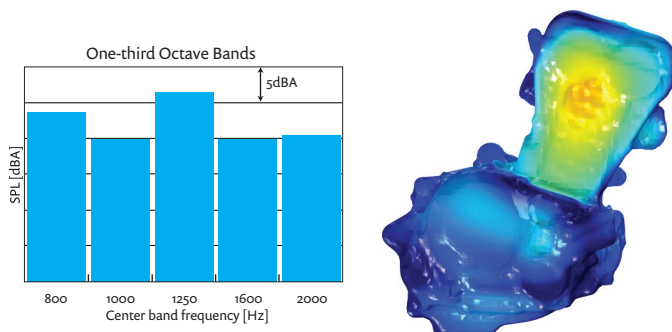 One-third Octave Bands
5dBA
SPL [dBA]
800 1000 1250 1600 2000
Center band frequency [Hz]